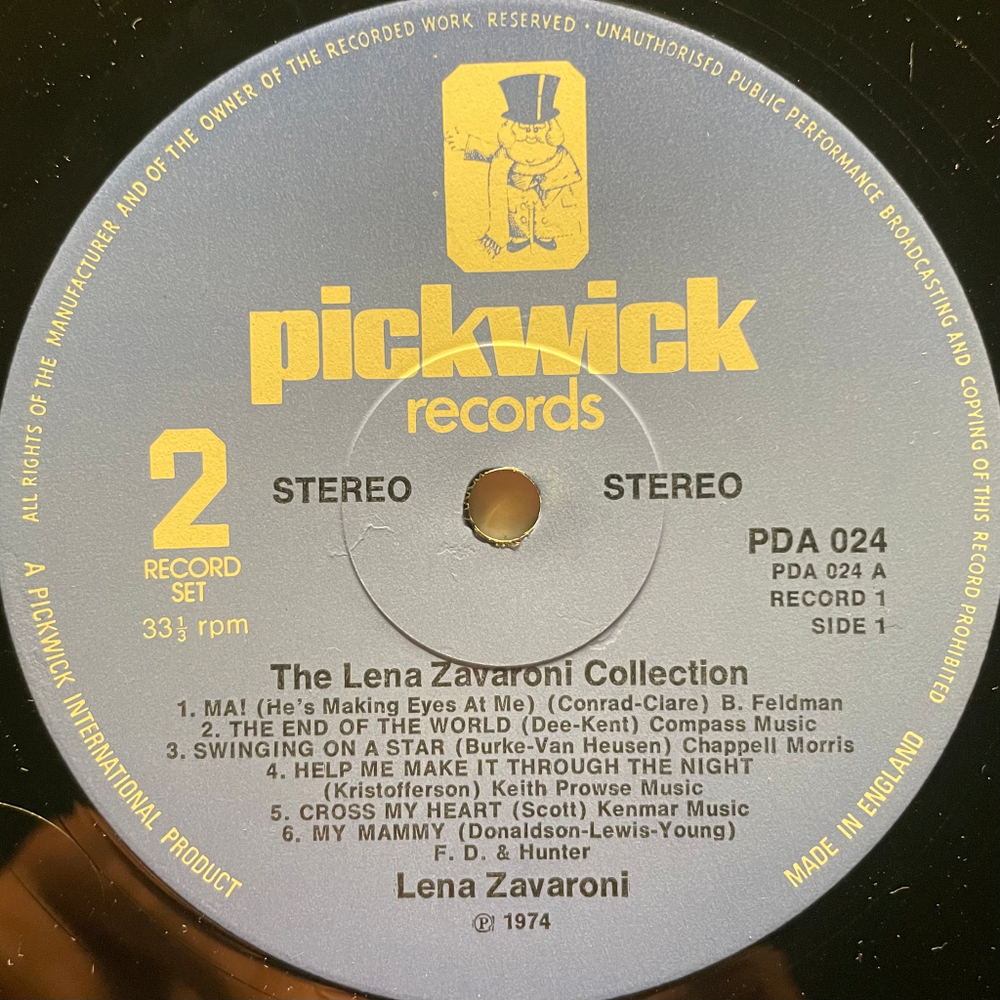 ALL RIGHTS OF THE MANUFACTURER AND OF THE OWNER OF THE RECORDED WORK RESERVED · UNAUTHORISED PUBLIC PERFORMANCE BROADCASTING AND COPYING OF THIS RECORD PROHIBITED
pickwick
records
2
RECORD
SET
33⅓ rpm
STEREO STEREO
PDA 024
PDA 024 A
RECORD 1
SIDE 1
The Lena Zavaroni Collection
1. MA! (He's Making Eyes At Me) (Conrad-Clare) B. Feldman
2. THE END OF THE WORLD (Dee-Kent) Compass Music
3. SWINGING ON A STAR (Burke-Van Heusen) Chappell Morris
4. HELP ME MAKE IT THROUGH THE NIGHT
(Kristofferson) Keith Prowse Music
5. CROSS MY HEART (Scott) Kenmar Music
6. MY MAMMY (Donaldson-Lewis-Young)
F. D. & Hunter
Lena Zavaroni
℗ 1974
A PICKWICK INTERNATIONAL PRODUCT
MADE IN ENGLAND